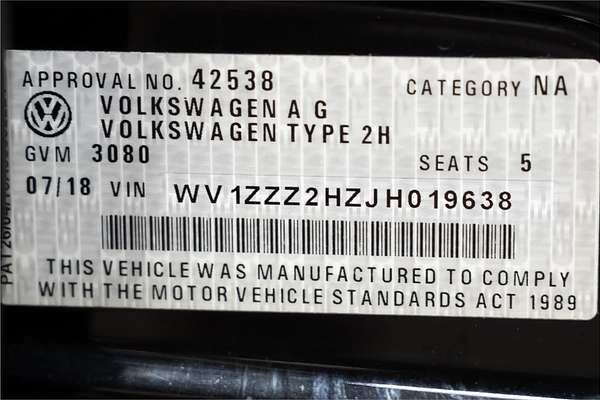 APPROVAL NO. 42538 CATEGORY NA
VOLKSWAGEN A G
VOLKSWAGEN TYPE 2H
GVM 3080 SEATS 5
07/18 VIN WV1ZZZ2HZJH019638
THIS VEHICLE WAS MANUFACTURED TO COMPLY
WITH THE MOTOR VEHICLE STANDARDS ACT 1989